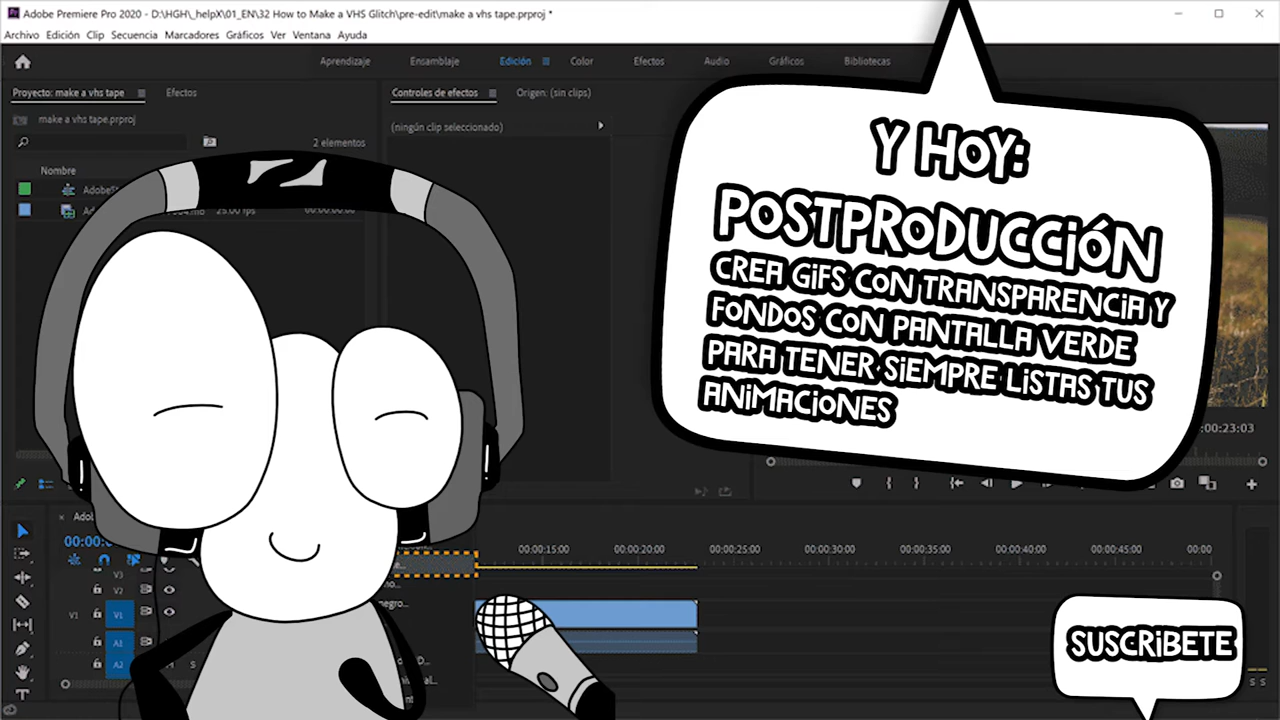 Adobe Premiere Pro 2020 - D:\HGH\_helpX\01_EN\32 How to Make a VHS Glitch\pre-edit\make a vhs tape.prproj *
Archivo Edición Clip Secuencia Marcadores Gráficos Ver Ventana Ayuda
Aprendizaje Ensamblaje Edición Color Efectos Audio Gráficos Bibliotecas
Proyecto: make a vhs tape Efectos
Controles de efectos Origen: (sin clips)
make a vhs tape.prproj
(ningún clip seleccionado)
2 elementos
Nombre
25.00 fps
Y HOY:
POSTPRODUCCIÓN
CREA GIFS CON TRANSPARENCIA Y
FONDOS CON PANTALLA VERDE
PARA TENER SIEMPRE LISTAS TUS
ANIMACIONES
:00:23:03
00:00:15:00 00:00:20:00 00:00:25:00 00:00:30:00 00:00:35:00 00:00:40:00 00:00:45:00 00:00
V3
V2
V1 V1
A1
A2 M S
negro...
SUSCRIBETE
S S